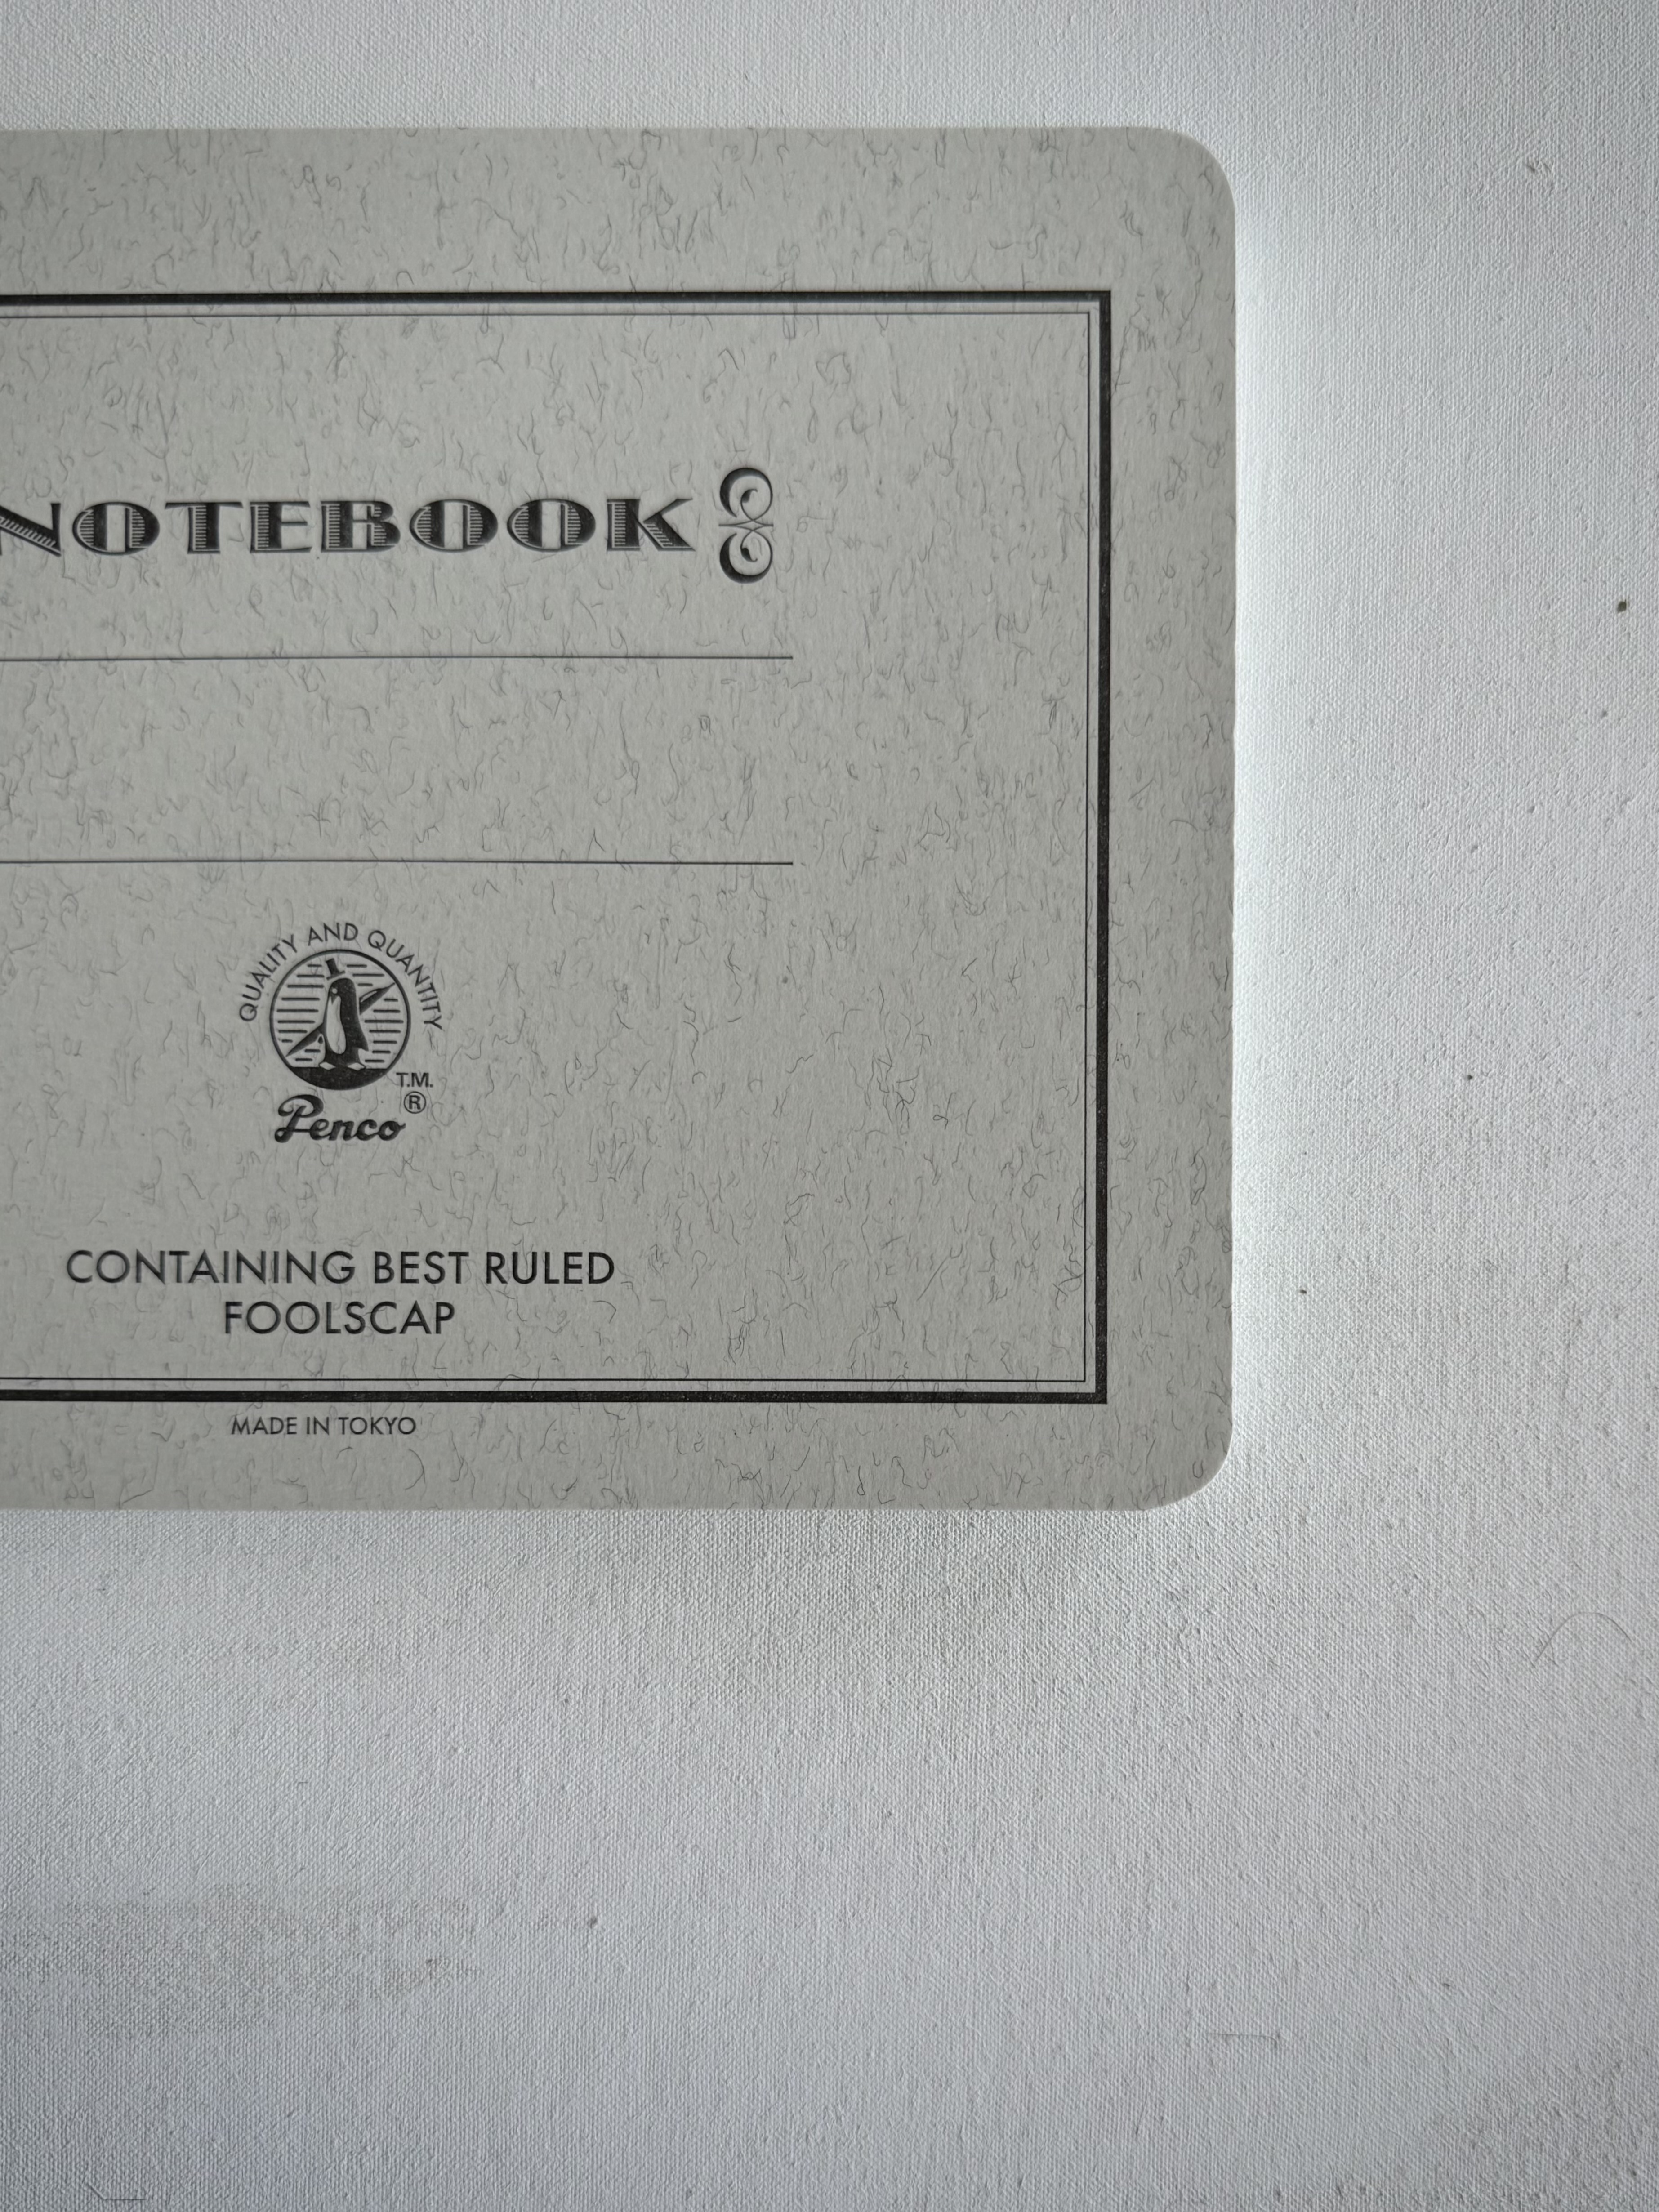 NOTEBOOK
QUALITY AND QUANTITY
T.M.
®
Penco
CONTAINING BEST RULED
FOOLSCAP
MADE IN TOKYO